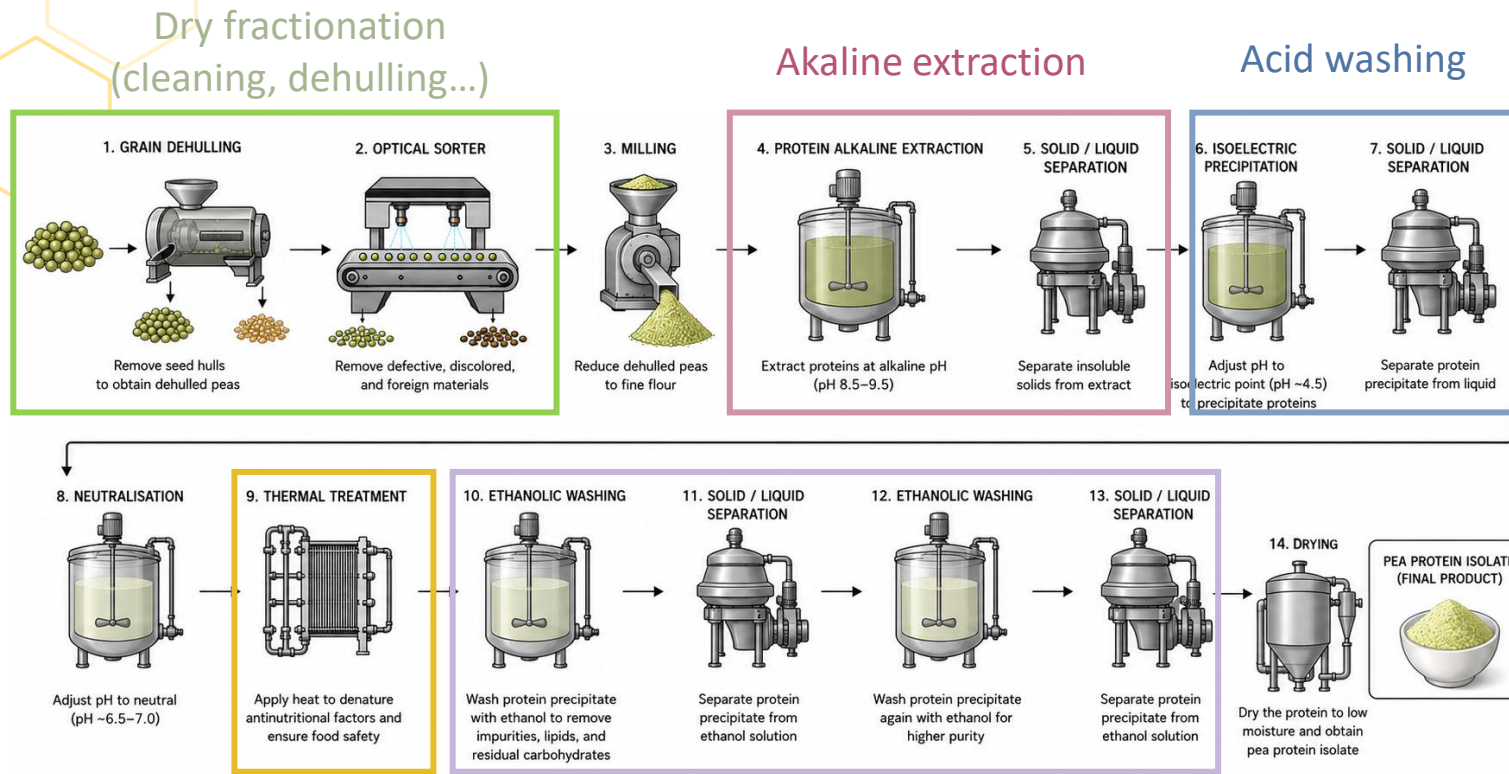 Dry fractionation
(cleaning, dehulling...)
Akaline extraction
Acid washing
1. GRAIN DEHULLING
Remove seed hulls
to obtain dehulled peas
2. OPTICAL SORTER
Remove defective, discolored,
and foreign materials
3. MILLING
Reduce dehulled peas
to fine flour
4. PROTEIN ALKALINE EXTRACTION
Extract proteins at alkaline pH
(pH 8.5–9.5)
5. SOLID / LIQUID
SEPARATION
Separate insoluble
solids from extract
6. ISOELECTRIC
PRECIPITATION
Adjust pH to
isoelectric point (pH ~4.5)
to precipitate proteins
7. SOLID / LIQUID
SEPARATION
Separate protein
precipitate from liquid
8. NEUTRALISATION
Adjust pH to neutral
(pH ~6.5–7.0)
9. THERMAL TREATMENT
Apply heat to denature
antinutritional factors and
ensure food safety
10. ETHANOLIC WASHING
Wash protein precipitate
with ethanol to remove
impurities, lipids, and
residual carbohydrates
11. SOLID / LIQUID
SEPARATION
Separate protein
precipitate from
ethanol solution
12. ETHANOLIC WASHING
Wash protein precipitate
again with ethanol for
higher purity
13. SOLID / LIQUID
SEPARATION
Separate protein
precipitate from
ethanol solution
14. DRYING
Dry the protein to low
moisture and obtain
pea protein isolate
PEA PROTEIN ISOLATE
(FINAL PRODUCT)